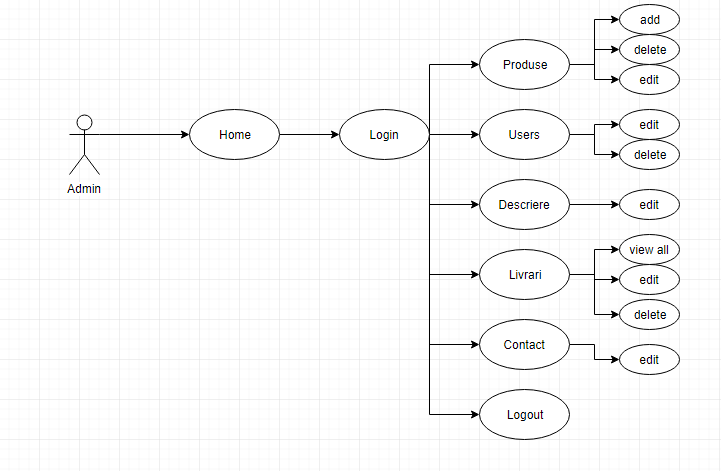 add
Produse
delete
edit
Admin
Home
Login
Users
edit
delete
Descriere
edit
Livrari
view all
edit
delete
Contact
edit
Logout